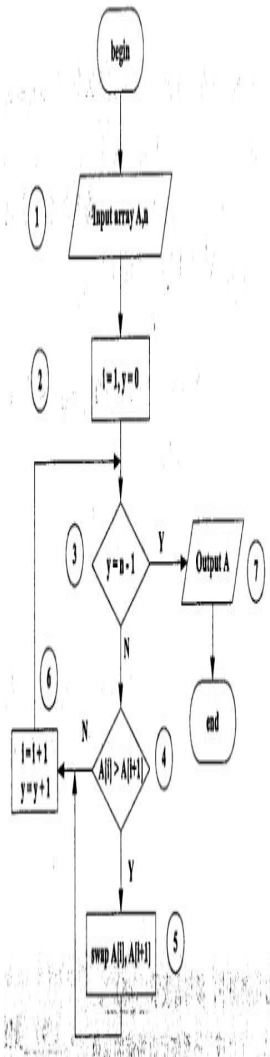 begin
1
Input array A,n
2
i = 1, y = 0
3
y = n - 1
Y
Output A
7
N
end
6
N
A[i] > A[i+1]
4
i = i + 1
y = y + 1
Y
swap A[i], A[i+1]
5